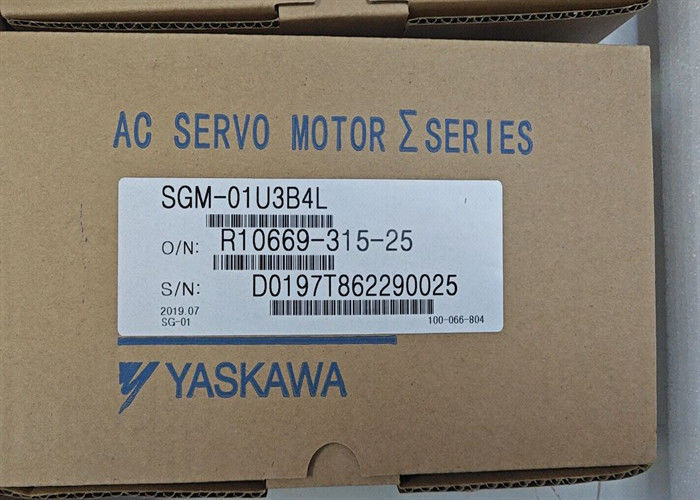 AC SERVO MOTOR Σ SERIES
SGM-01U3B4L
O/N: R10669-315-25
S/N: D0197T862290025
2019.07
SG-01 100-066-804
YASKAWA